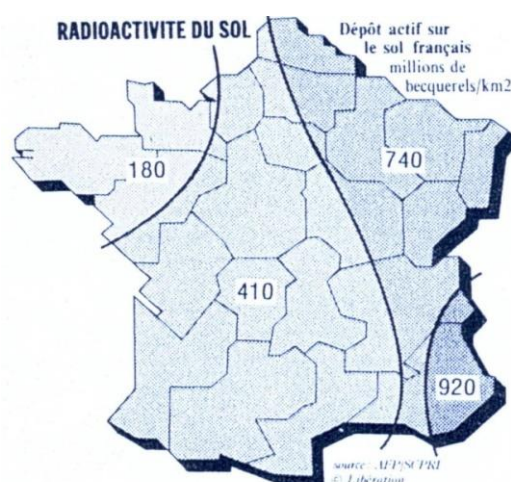 RADIOACTIVITE DU SOL
Dépôt actif sur
le sol français
millions de
becquerels/km2
740
180
410
920
source: AFP/SCPRI
© Libération